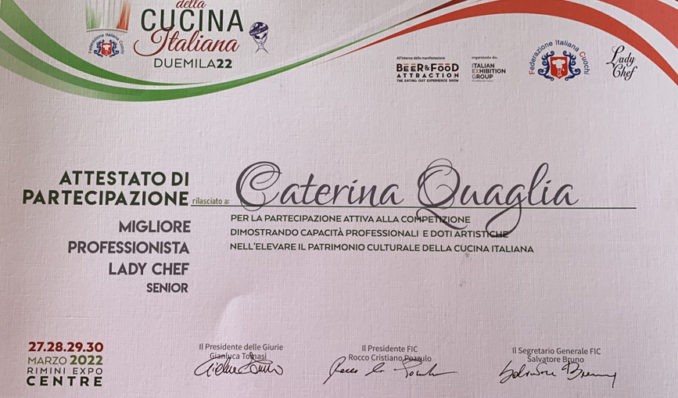 della
CUCINA
Italiana
DUEMILA22
All'interno della manifestazione
BEER&FOOD
ATTRACTION
THE EATING OUT EXPERIENCE SHOW
organizzata da:
ITALIAN
EXHIBITION
GROUP
Federazione Italiana Cuochi
Lady
Chef
ATTESTATO DI
PARTECIPAZIONE rilasciato a: Caterina Quaglia
PER LA PARTECIPAZIONE ATTIVA ALLA COMPETIZIONE
DIMOSTRANDO CAPACITÀ PROFESSIONALI E DOTI ARTISTICHE
NELL'ELEVARE IL PATRIMONIO CULTURALE DELLA CUCINA ITALIANA
MIGLIORE
PROFESSIONISTA
LADY CHEF
SENIOR
27.28.29.30
MARZO 2022
RIMINI EXPO
CENTRE
Il Presidente delle Giurie
Gianluca Tomasi
Il Presidente FIC
Rocco Cristiano Pozzulo
Il Segretario Generale FIC
Salvatore Bruno